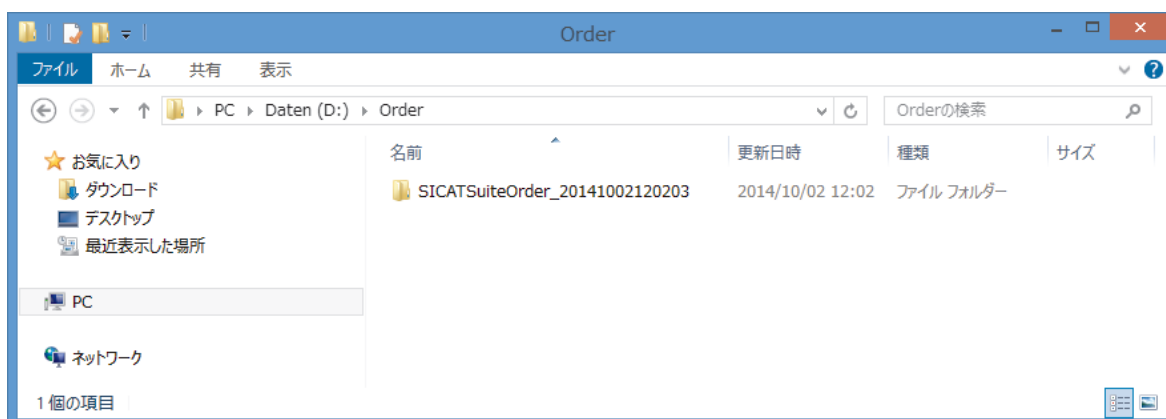 Order
ファイル ホーム 共有 表示
PC Daten (D:) Order Orderの検索
お気に入り
ダウンロード
デスクトップ
最近表示した場所
PC
ネットワーク
名前 更新日時 種類 サイズ
SICATSuiteOrder_20141002120203 2014/10/02 12:02 ファイル フォルダー
1 個の項目